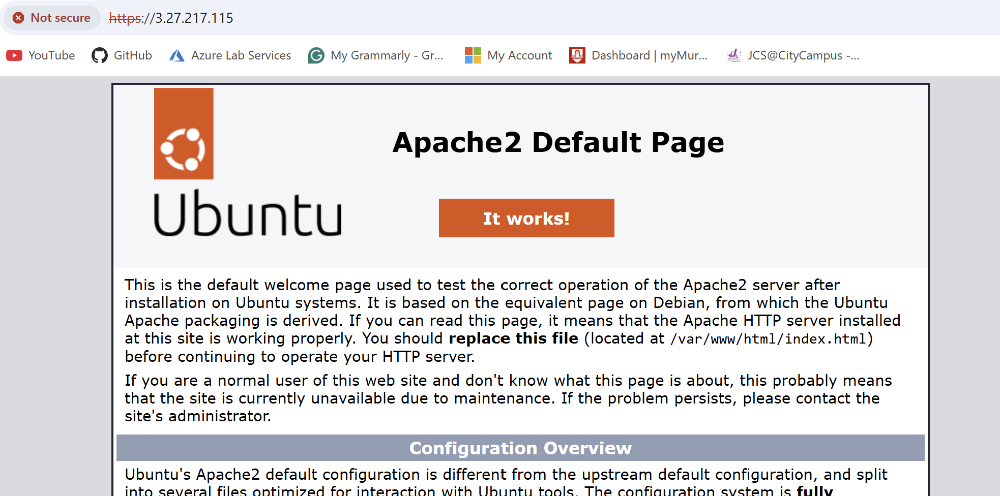 Not secure https://3.27.217.115
YouTube GitHub Azure Lab Services My Grammarly - Gr... My Account Dashboard | myMur... JCS@CityCampus -...
Ubuntu
Apache2 Default Page
It works!
This is the default welcome page used to test the correct operation of the Apache2 server after
installation on Ubuntu systems. It is based on the equivalent page on Debian, from which the Ubuntu
Apache packaging is derived. If you can read this page, it means that the Apache HTTP server installed
at this site is working properly. You should replace this file (located at /var/www/html/index.html)
before continuing to operate your HTTP server.
If you are a normal user of this web site and don't know what this page is about, this probably means
that the site is currently unavailable due to maintenance. If the problem persists, please contact the
site's administrator.
Configuration Overview
Ubuntu's Apache2 default configuration is different from the upstream default configuration, and split
into several files optimized for interaction with Ubuntu tools. The configuration system is fully